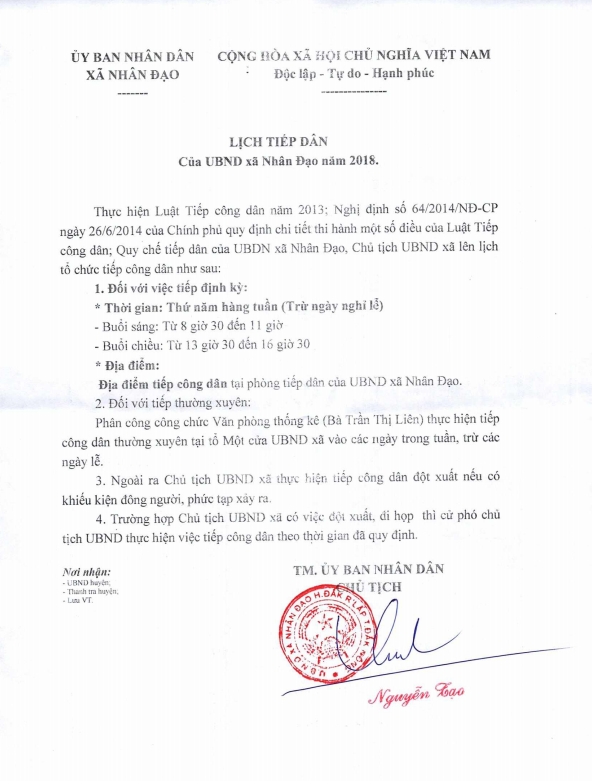 ỦY BAN NHÂN DÂN
XÃ NHÂN ĐẠO
-------
CỘNG HÒA XÃ HỘI CHỦ NGHĨA VIỆT NAM
Độc lập - Tự do - Hạnh phúc
---------------
LỊCH TIẾP DÂN
Của UBND xã Nhân Đạo năm 2018.
Thực hiện Luật Tiếp công dân năm 2013; Nghị định số 64/2014/NĐ-CP
ngày 26/6/2014 của Chính phủ quy định chi tiết thi hành một số điều của Luật Tiếp
công dân; Quy chế tiếp dân của UBDN xã Nhân Đạo, Chủ tịch UBND xã lên lịch
tổ chức tiếp công dân như sau:
1. Đối với việc tiếp định kỳ:
* Thời gian: Thứ năm hàng tuần (Trừ ngày nghỉ lễ)
- Buổi sáng: Từ 8 giờ 30 đến 11 giờ
- Buổi chiều: Từ 13 giờ 30 đến 16 giờ 30
* Địa điểm:
Địa điểm tiếp công dân tại phòng tiếp dân của UBND xã Nhân Đạo.
2. Đối với tiếp thường xuyên:
Phân công công chức Văn phòng thống kê (Bà Trần Thị Liên) thực hiện tiếp
công dân thường xuyên tại tổ Một cửa UBND xã vào các ngày trong tuần, trừ các
ngày lễ.
3. Ngoài ra Chủ tịch UBND xã thực hiện tiếp công dân đột xuất nếu có
khiếu kiện đông người, phức tạp xảy ra.
4. Trường hợp Chủ tịch UBND xã có việc đột xuất, đi họp thì cử phó chủ
tịch UBND thực hiện việc tiếp công dân theo thời gian đã quy định.
Nơi nhận:
- UBND huyện;
- Thanh tra huyện;
- Lưu VT.
TM. ỦY BAN NHÂN DÂN
CHỦ TỊCH
UBND XÃ NHÂN ĐẠO H.ĐĂK R'LẤP T.ĐĂK NÔNG
Nguyễn Tạo